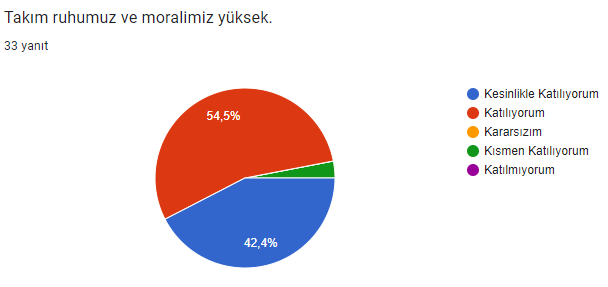 Takım ruhumuz ve moralimiz yüksek.
33 yanıt
54,5%
42,4%
Kesinlikle Katılıyorum
Katılıyorum
Kararsızım
Kısmen Katılıyorum
Katılmıyorum